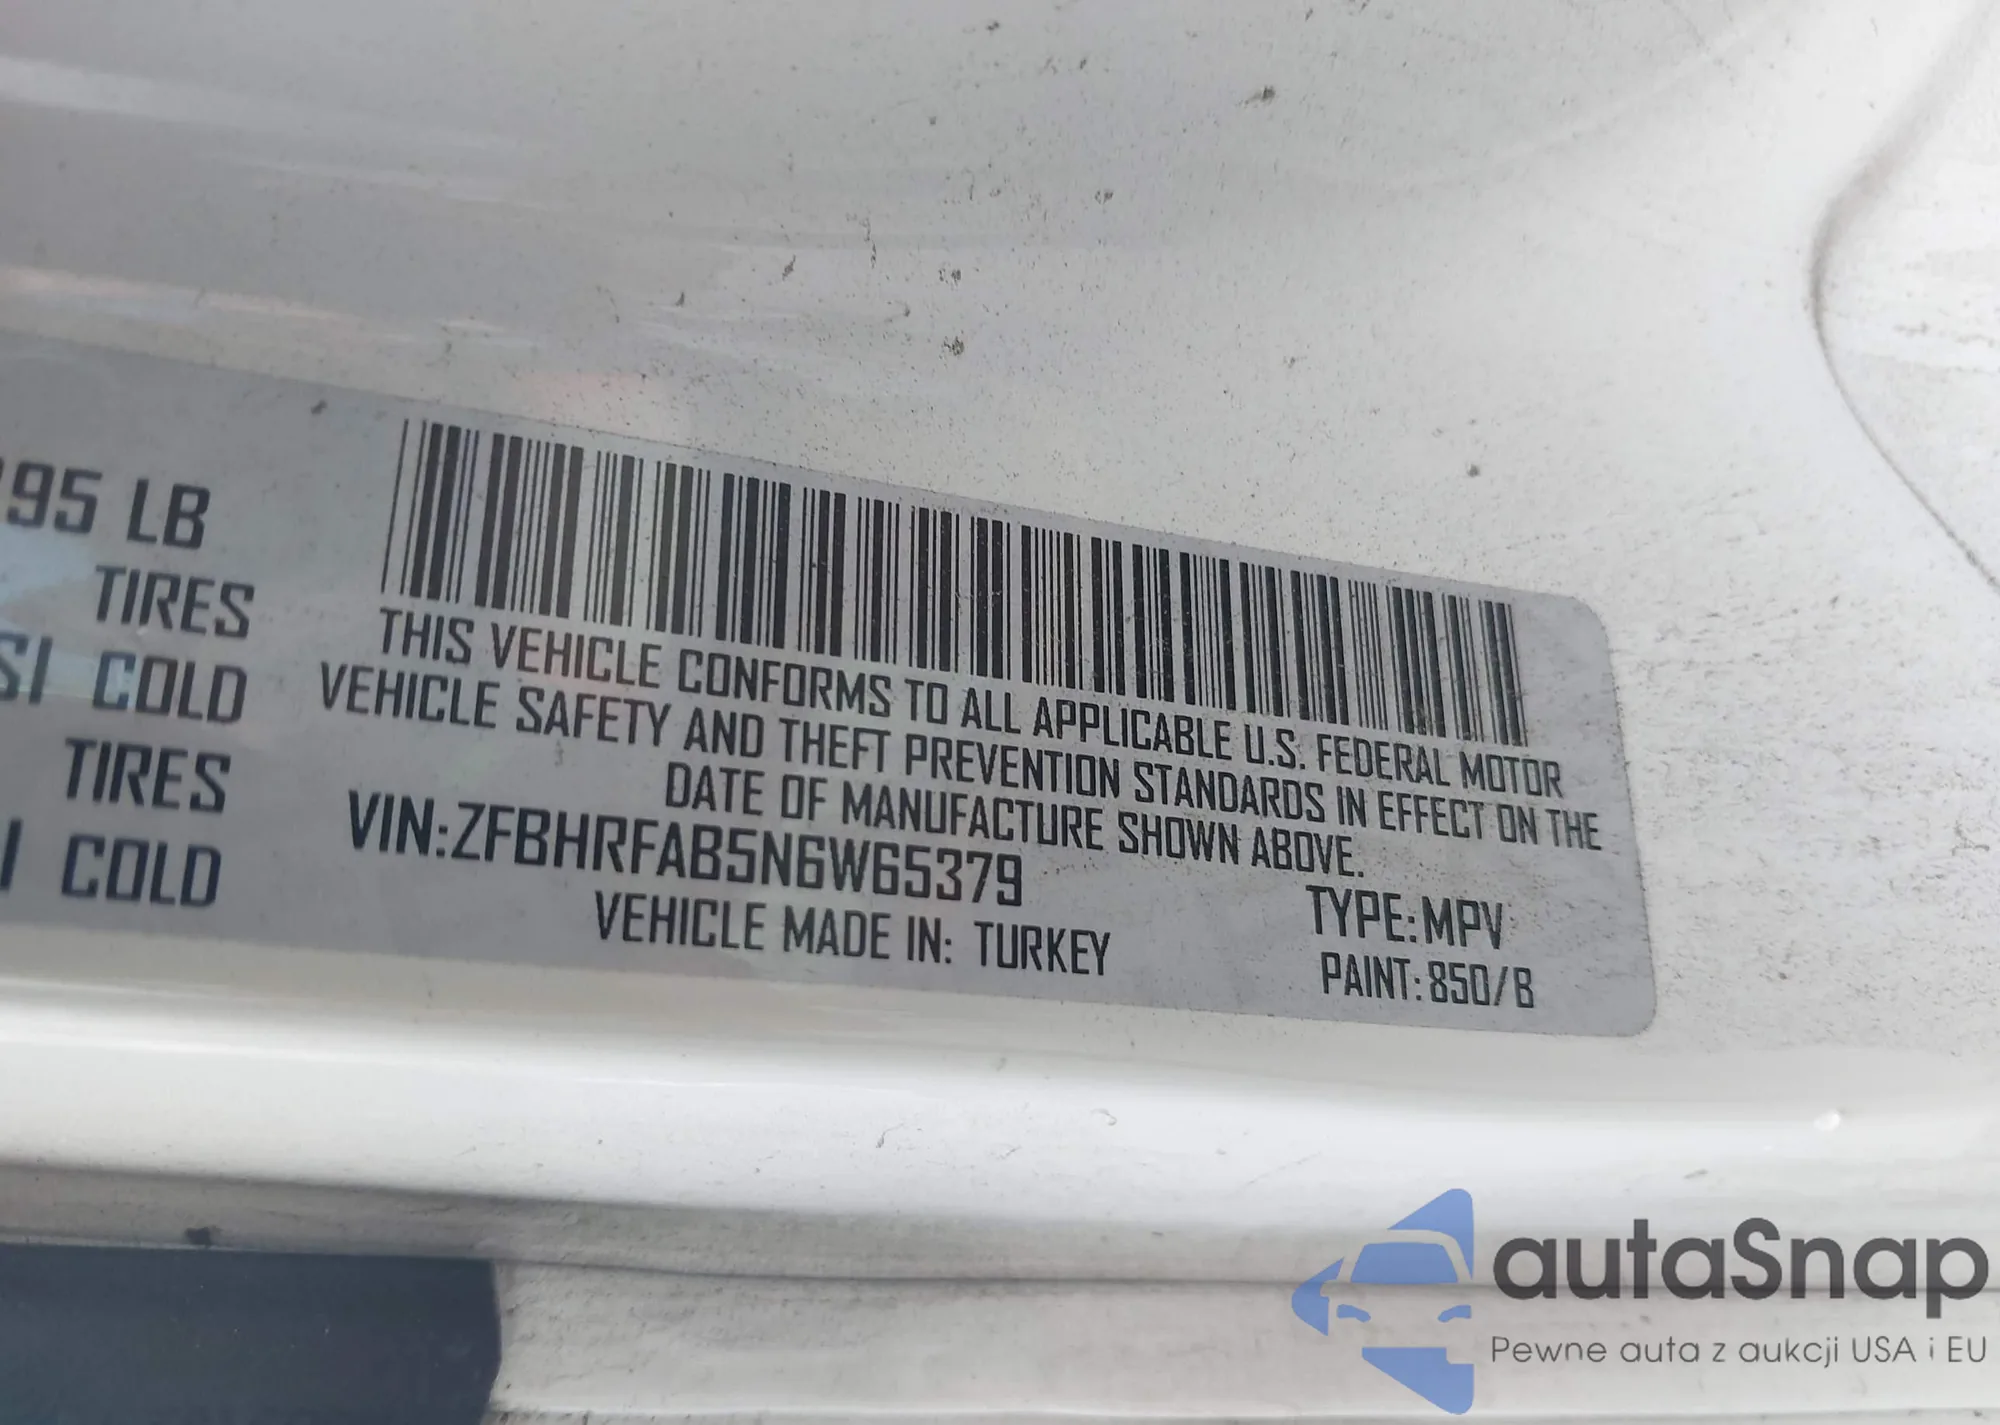 95 LB
TIRES
SI COLD
TIRES
I COLD
THIS VEHICLE CONFORMS TO ALL APPLICABLE U.S. FEDERAL MOTOR
VEHICLE SAFETY AND THEFT PREVENTION STANDARDS IN EFFECT ON THE
DATE OF MANUFACTURE SHOWN ABOVE.
VIN:ZFBHRFAB5N6W65379
TYPE:MPV
VEHICLE MADE IN: TURKEY
PAINT:850/B
autaSnap
Pewne auta z aukcji USA i EU